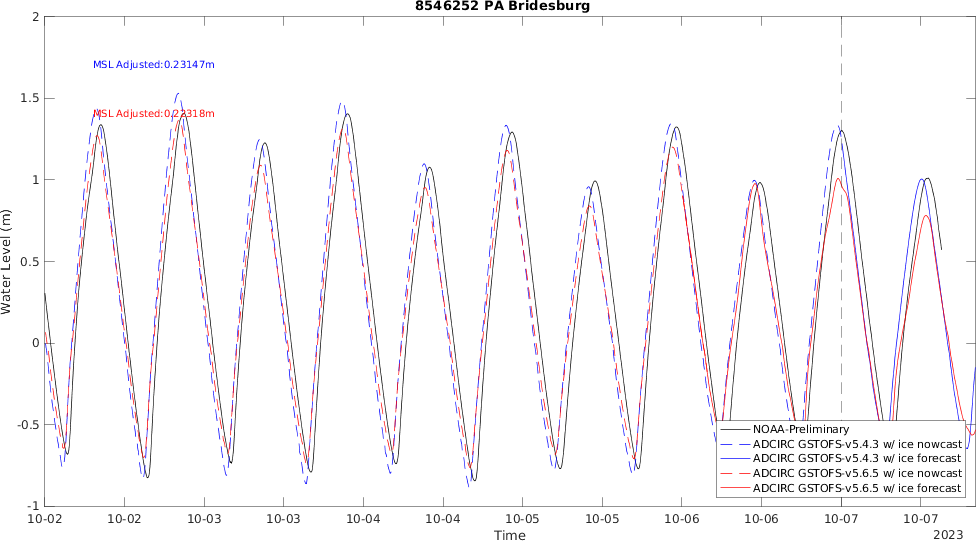 8546252 PA Bridesburg
2
MSL Adjusted:0.23147m
1.5
MSL Adjusted:0.22318m
1
Water Level (m)
0.5
0
-0.5
NOAA-Preliminary
ADCIRC GSTOFS-v5.4.3 w/ ice nowcast
ADCIRC GSTOFS-v5.4.3 w/ ice forecast
ADCIRC GSTOFS-v5.6.5 w/ ice nowcast
ADCIRC GSTOFS-v5.6.5 w/ ice forecast
-1
10-02 10-02 10-03 10-03 10-04 10-04 10-05 10-05 10-06 10-06 10-07 10-07
Time
2023